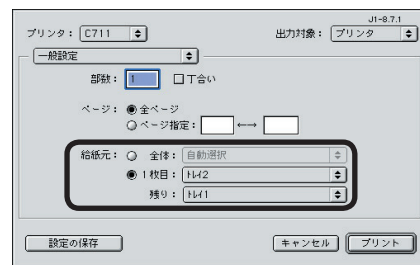 J1-8.7.1
プリンタ： C711 出力対象： プリンタ
一般設定
部数： 1 丁合い
ページ： 全ページ
ページ指定： ←→
給紙元： 全体： 自動選択
1枚目： トレイ2
残り： トレイ1
設定の保存 キャンセル プリント